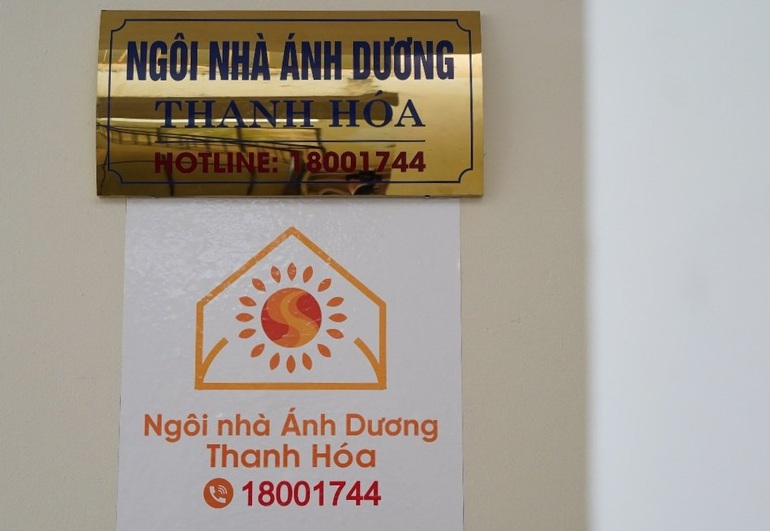 NGÔI NHÀ ÁNH DƯƠNG
THANH HÓA
HOTLINE: 18001744
Ngôi nhà Ánh Dương
Thanh Hóa
18001744